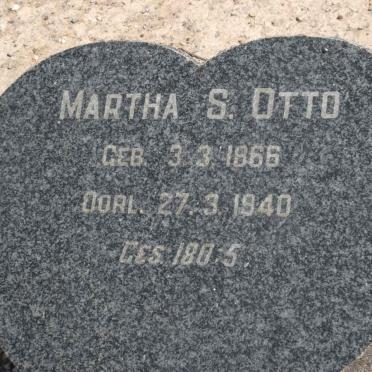 MARTHA S. OTTO
GEB. 3.3.1866
OORL. 27.3.1940
GES. 180:5.